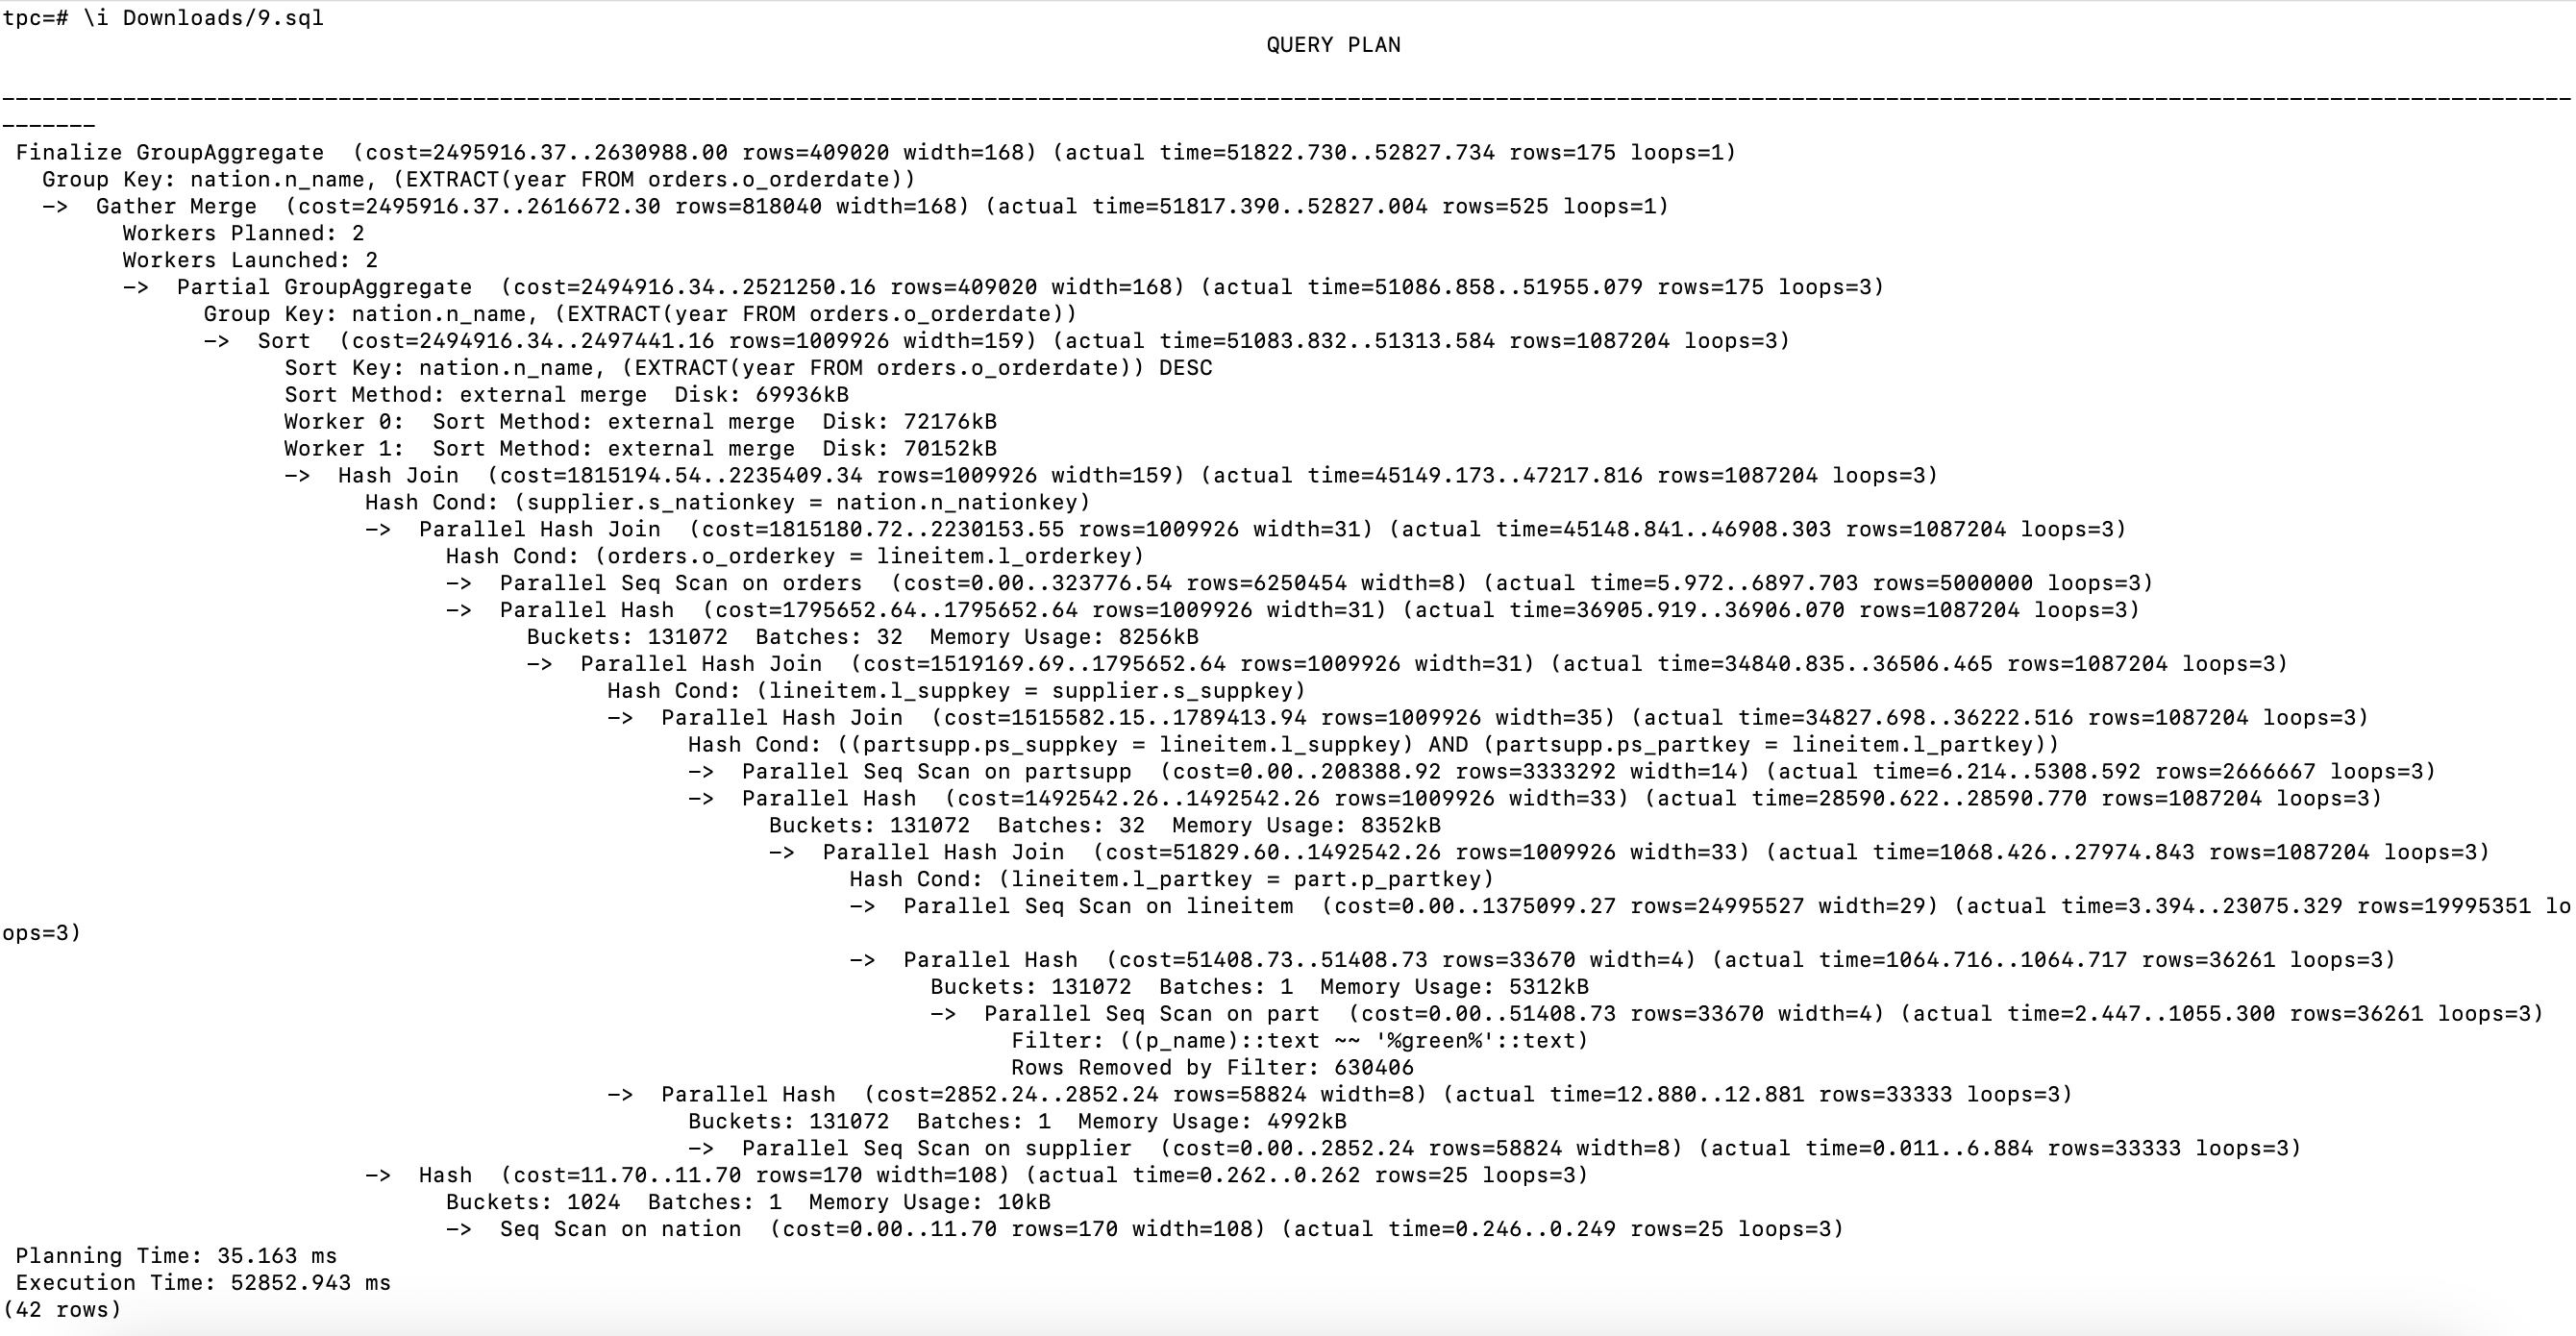 tpc=# \i Downloads/9.sql
QUERY PLAN
--------------------------------------------------------------------------------------------------------------------------------------------------------------------------------------------------
-------
Finalize GroupAggregate  (cost=2495916.37..2630988.00 rows=409020 width=168) (actual time=51822.730..52827.734 rows=175 loops=1)
Group Key: nation.n_name, (EXTRACT(year FROM orders.o_orderdate))
->  Gather Merge  (cost=2495916.37..2616672.30 rows=818040 width=168) (actual time=51817.390..52827.004 rows=525 loops=1)
Workers Planned: 2
Workers Launched: 2
->  Partial GroupAggregate  (cost=2494916.34..2521250.16 rows=409020 width=168) (actual time=51086.858..51955.079 rows=175 loops=3)
Group Key: nation.n_name, (EXTRACT(year FROM orders.o_orderdate))
->  Sort  (cost=2494916.34..2497441.16 rows=1009926 width=159) (actual time=51083.832..51313.584 rows=1087204 loops=3)
Sort Key: nation.n_name, (EXTRACT(year FROM orders.o_orderdate)) DESC
Sort Method: external merge  Disk: 69936kB
Worker 0:  Sort Method: external merge  Disk: 72176kB
Worker 1:  Sort Method: external merge  Disk: 70152kB
->  Hash Join  (cost=1815194.54..2235409.34 rows=1009926 width=159) (actual time=45149.173..47217.816 rows=1087204 loops=3)
Hash Cond: (supplier.s_nationkey = nation.n_nationkey)
->  Parallel Hash Join  (cost=1815180.72..2230153.55 rows=1009926 width=31) (actual time=45148.841..46908.303 rows=1087204 loops=3)
Hash Cond: (orders.o_orderkey = lineitem.l_orderkey)
->  Parallel Seq Scan on orders  (cost=0.00..323776.54 rows=6250454 width=8) (actual time=5.972..6897.703 rows=5000000 loops=3)
->  Parallel Hash  (cost=1795652.64..1795652.64 rows=1009926 width=31) (actual time=36905.919..36906.070 rows=1087204 loops=3)
Buckets: 131072  Batches: 32  Memory Usage: 8256kB
->  Parallel Hash Join  (cost=1519169.69..1795652.64 rows=1009926 width=31) (actual time=34840.835..36506.465 rows=1087204 loops=3)
Hash Cond: (lineitem.l_suppkey = supplier.s_suppkey)
->  Parallel Hash Join  (cost=1515582.15..1789413.94 rows=1009926 width=35) (actual time=34827.698..36222.516 rows=1087204 loops=3)
Hash Cond: ((partsupp.ps_suppkey = lineitem.l_suppkey) AND (partsupp.ps_partkey = lineitem.l_partkey))
->  Parallel Seq Scan on partsupp  (cost=0.00..208388.92 rows=3333292 width=14) (actual time=6.214..5308.592 rows=2666667 loops=3)
->  Parallel Hash  (cost=1492542.26..1492542.26 rows=1009926 width=33) (actual time=28590.622..28590.770 rows=1087204 loops=3)
Buckets: 131072  Batches: 32  Memory Usage: 8352kB
->  Parallel Hash Join  (cost=51829.60..1492542.26 rows=1009926 width=33) (actual time=1068.426..27974.843 rows=1087204 loops=3)
Hash Cond: (lineitem.l_partkey = part.p_partkey)
->  Parallel Seq Scan on lineitem  (cost=0.00..1375099.27 rows=24995527 width=29) (actual time=3.394..23075.329 rows=19995351 lo
ops=3)
->  Parallel Hash  (cost=51408.73..51408.73 rows=33670 width=4) (actual time=1064.716..1064.717 rows=36261 loops=3)
Buckets: 131072  Batches: 1  Memory Usage: 5312kB
->  Parallel Seq Scan on part  (cost=0.00..51408.73 rows=33670 width=4) (actual time=2.447..1055.300 rows=36261 loops=3)
Filter: ((p_name)::text ~~ '%green%'::text)
Rows Removed by Filter: 630406
->  Parallel Hash  (cost=2852.24..2852.24 rows=58824 width=8) (actual time=12.880..12.881 rows=33333 loops=3)
Buckets: 131072  Batches: 1  Memory Usage: 4992kB
->  Parallel Seq Scan on supplier  (cost=0.00..2852.24 rows=58824 width=8) (actual time=0.011..6.884 rows=33333 loops=3)
->  Hash  (cost=11.70..11.70 rows=170 width=108) (actual time=0.262..0.262 rows=25 loops=3)
Buckets: 1024  Batches: 1  Memory Usage: 10kB
->  Seq Scan on nation  (cost=0.00..11.70 rows=170 width=108) (actual time=0.246..0.249 rows=25 loops=3)
Planning Time: 35.163 ms
Execution Time: 52852.943 ms
(42 rows)